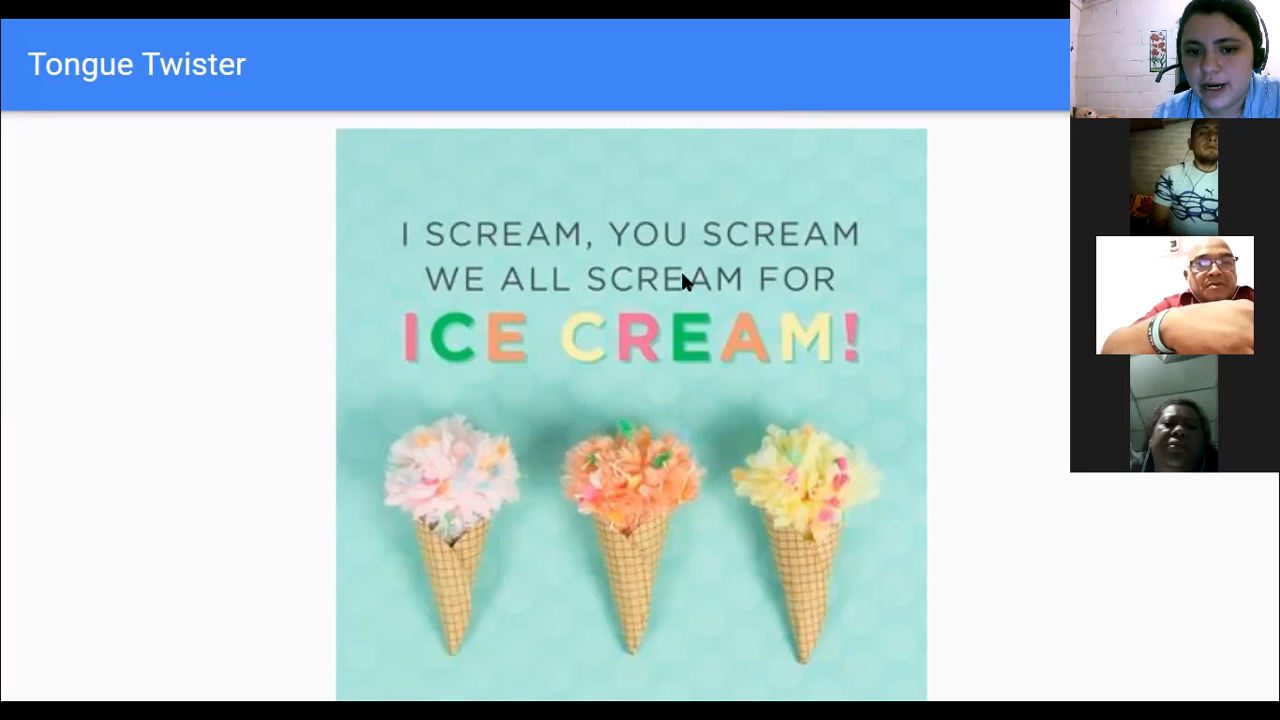 Tongue Twister
I SCREAM, YOU SCREAM
WE ALL SCREAM FOR
ICE CREAM!